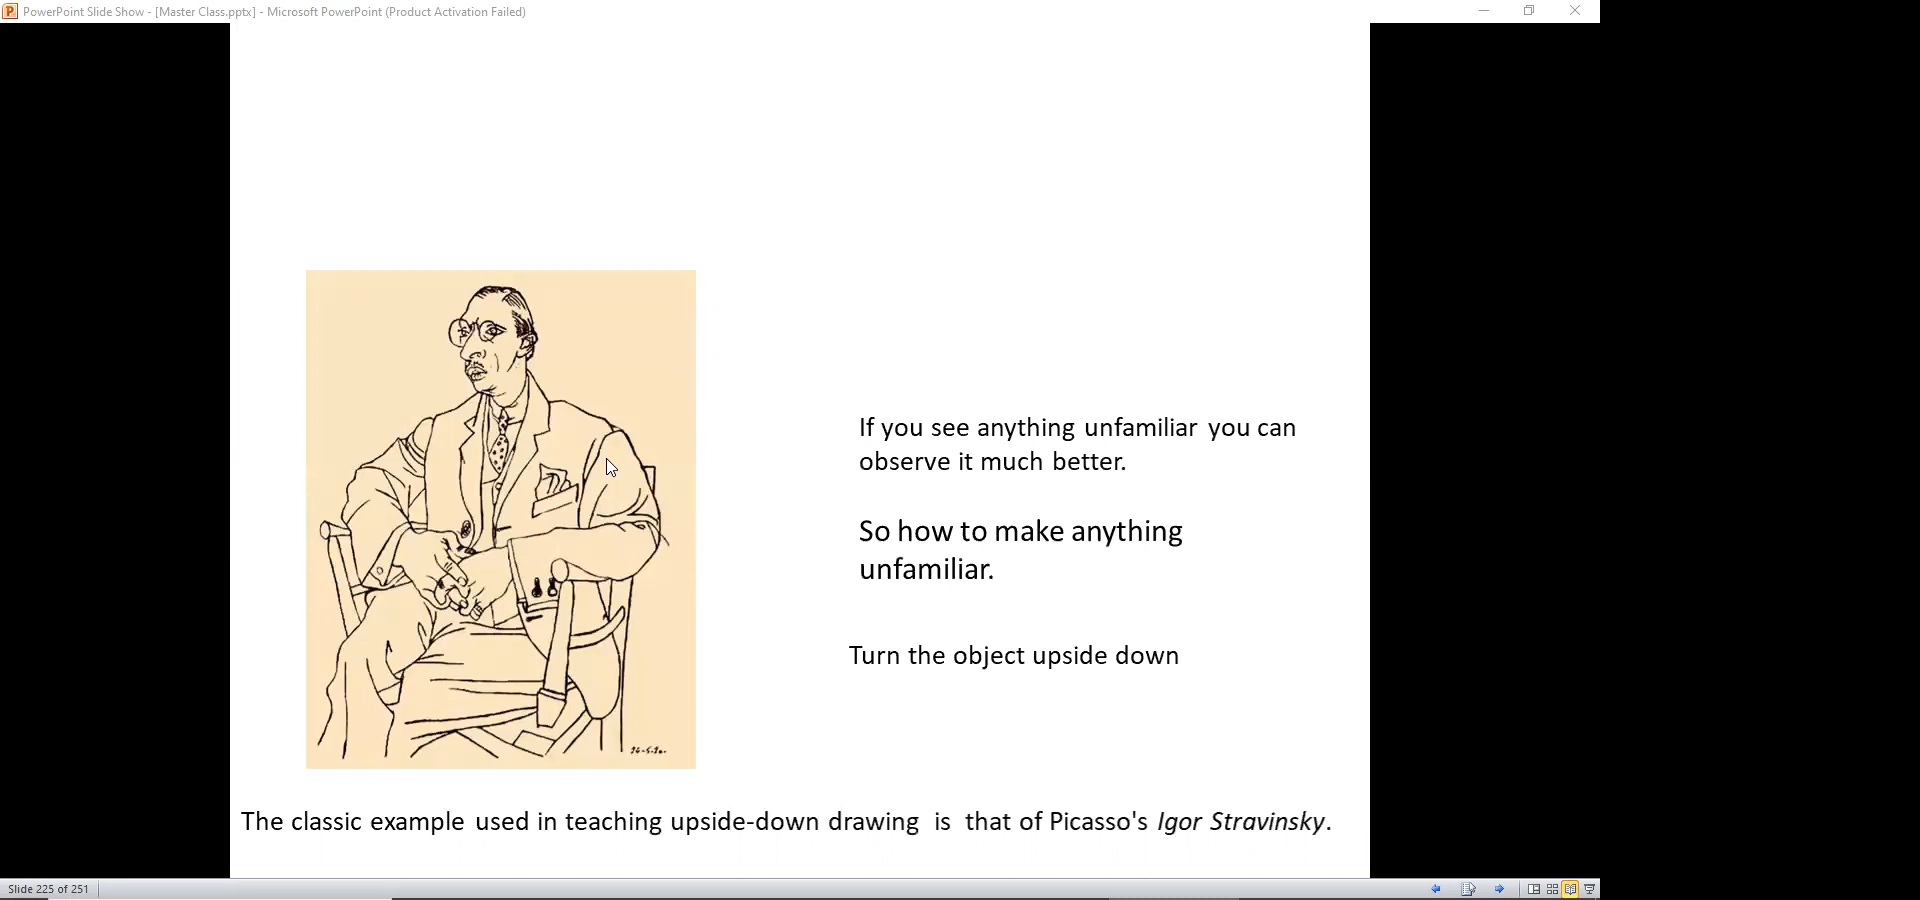 PowerPoint Slide Show - [Master Class.pptx] - Microsoft PowerPoint (Product Activation Failed)
If you see anything unfamiliar you can
observe it much better.
So how to make anything
unfamiliar.
Turn the object upside down
The classic example used in teaching upside-down drawing is that of Picasso's Igor Stravinsky.
Slide 225 of 251